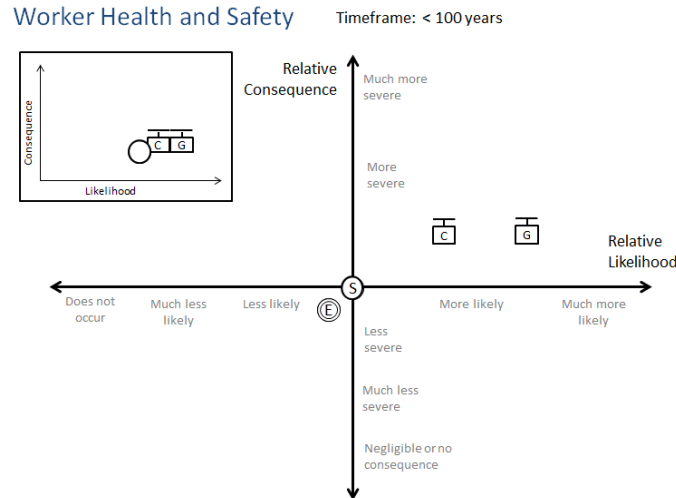 Worker Health and Safety
Timeframe: < 100 years
Consequence
C G
Likelihood
Relative
Consequence
Much more
severe
More
severe
C
G
Relative
Likelihood
S
E
Does not
occur
Much less
likely
Less likely
More likely
Much more
likely
Less
severe
Much less
severe
Negligible or no
consequence